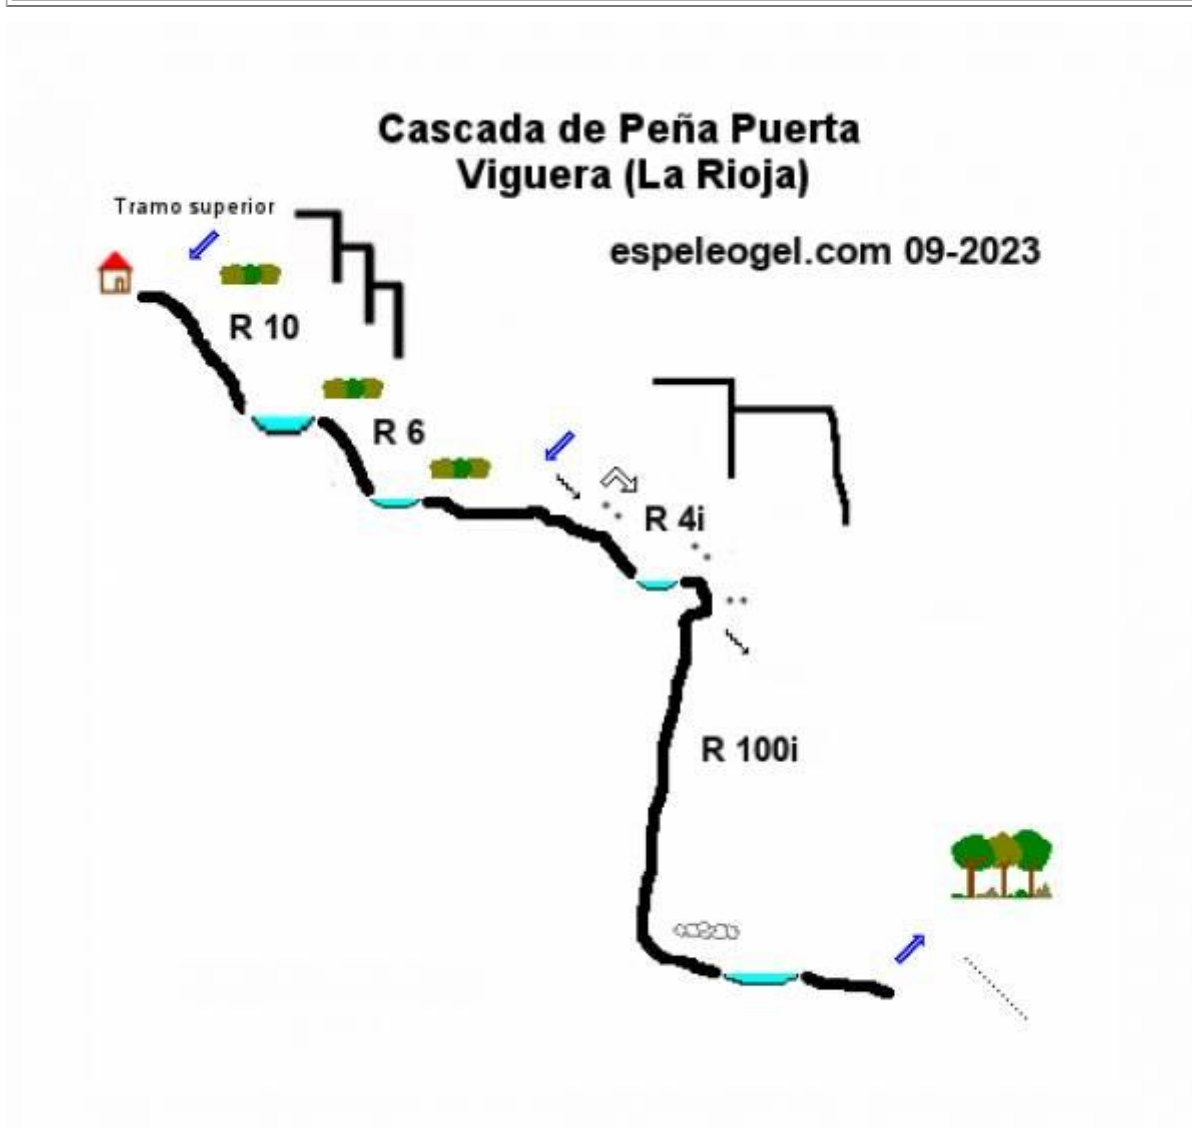 Cascada de Peña Puerta
Viguera (La Rioja)
Tramo superior
espeleogel.com 09-2023
R 10
R 6
R 4i
R 100i